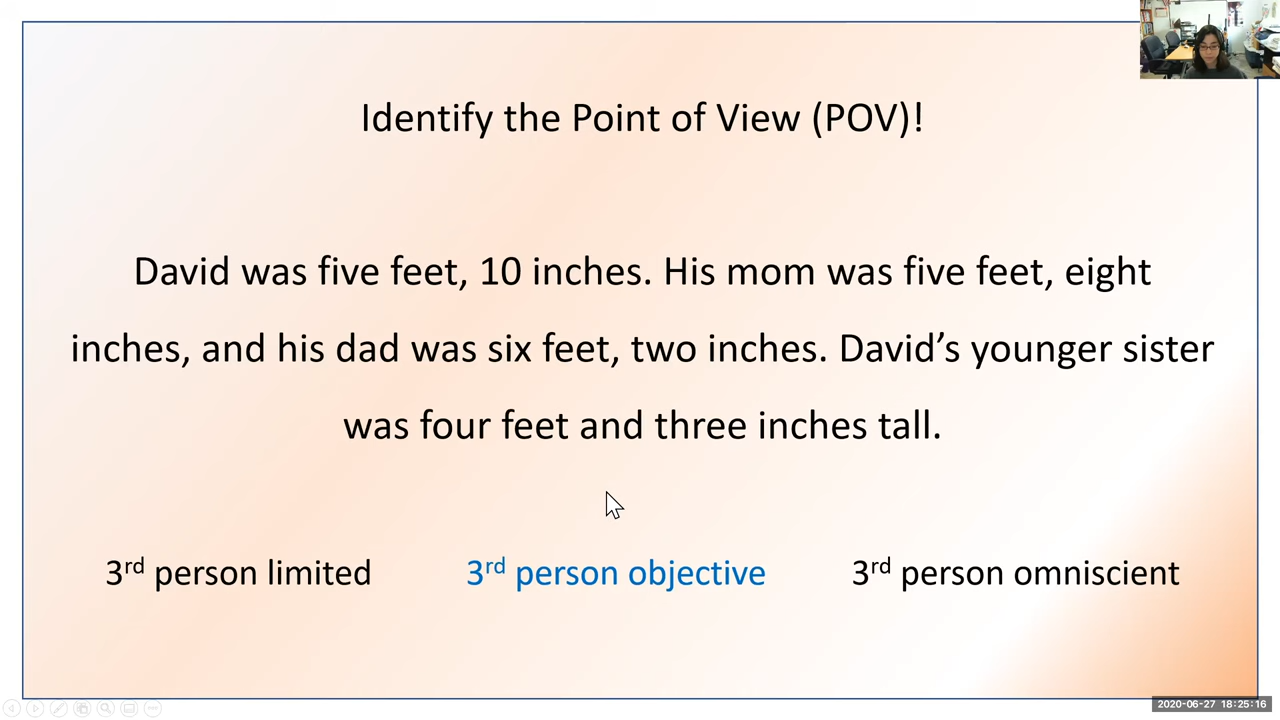 Identify the Point of View (POV)!
David was five feet, 10 inches. His mom was five feet, eight
inches, and his dad was six feet, two inches. David’s younger sister
was four feet and three inches tall.
3rd person limited
3rd person objective
3rd person omniscient
2020-06-27 18:25:16